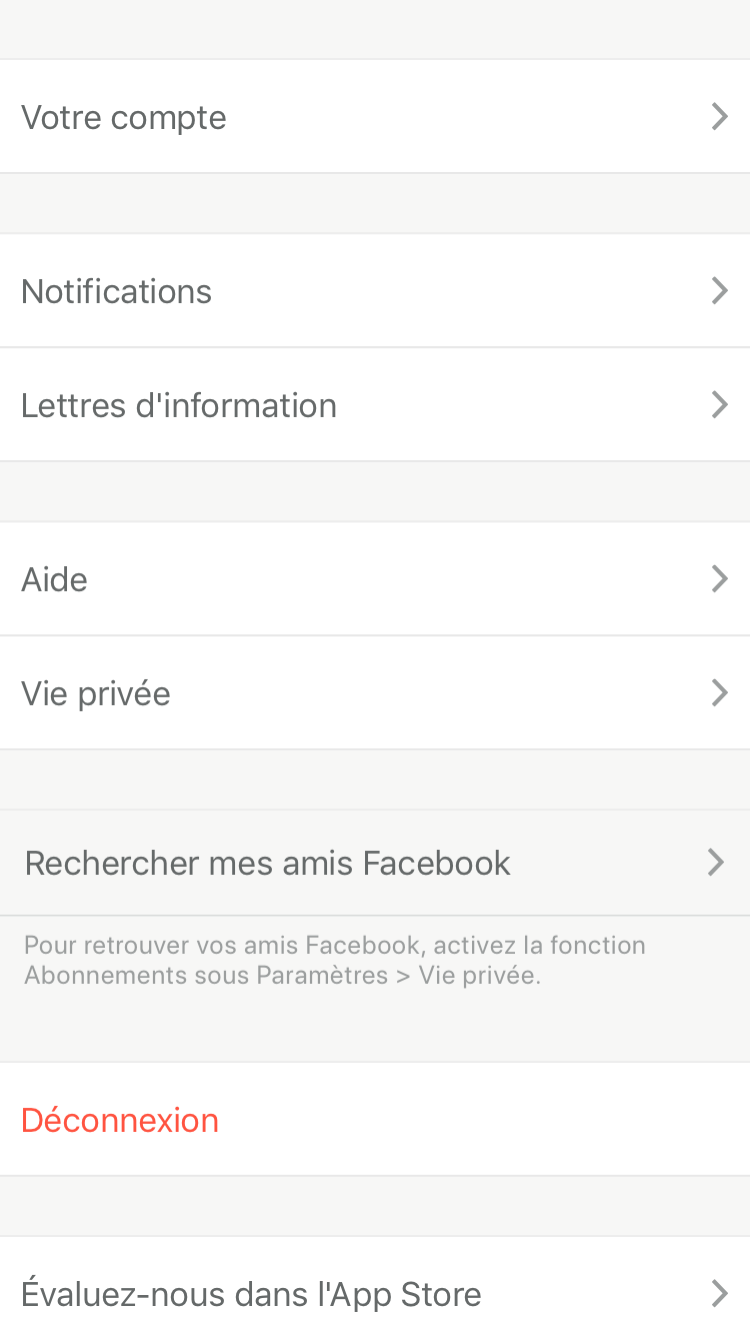 Votre compte
Notifications
Lettres d'information
Aide
Vie privée
Rechercher mes amis Facebook
Pour retrouver vos amis Facebook, activez la fonction
Abonnements sous Paramètres > Vie privée.
Déconnexion
Évaluez-nous dans l'App Store